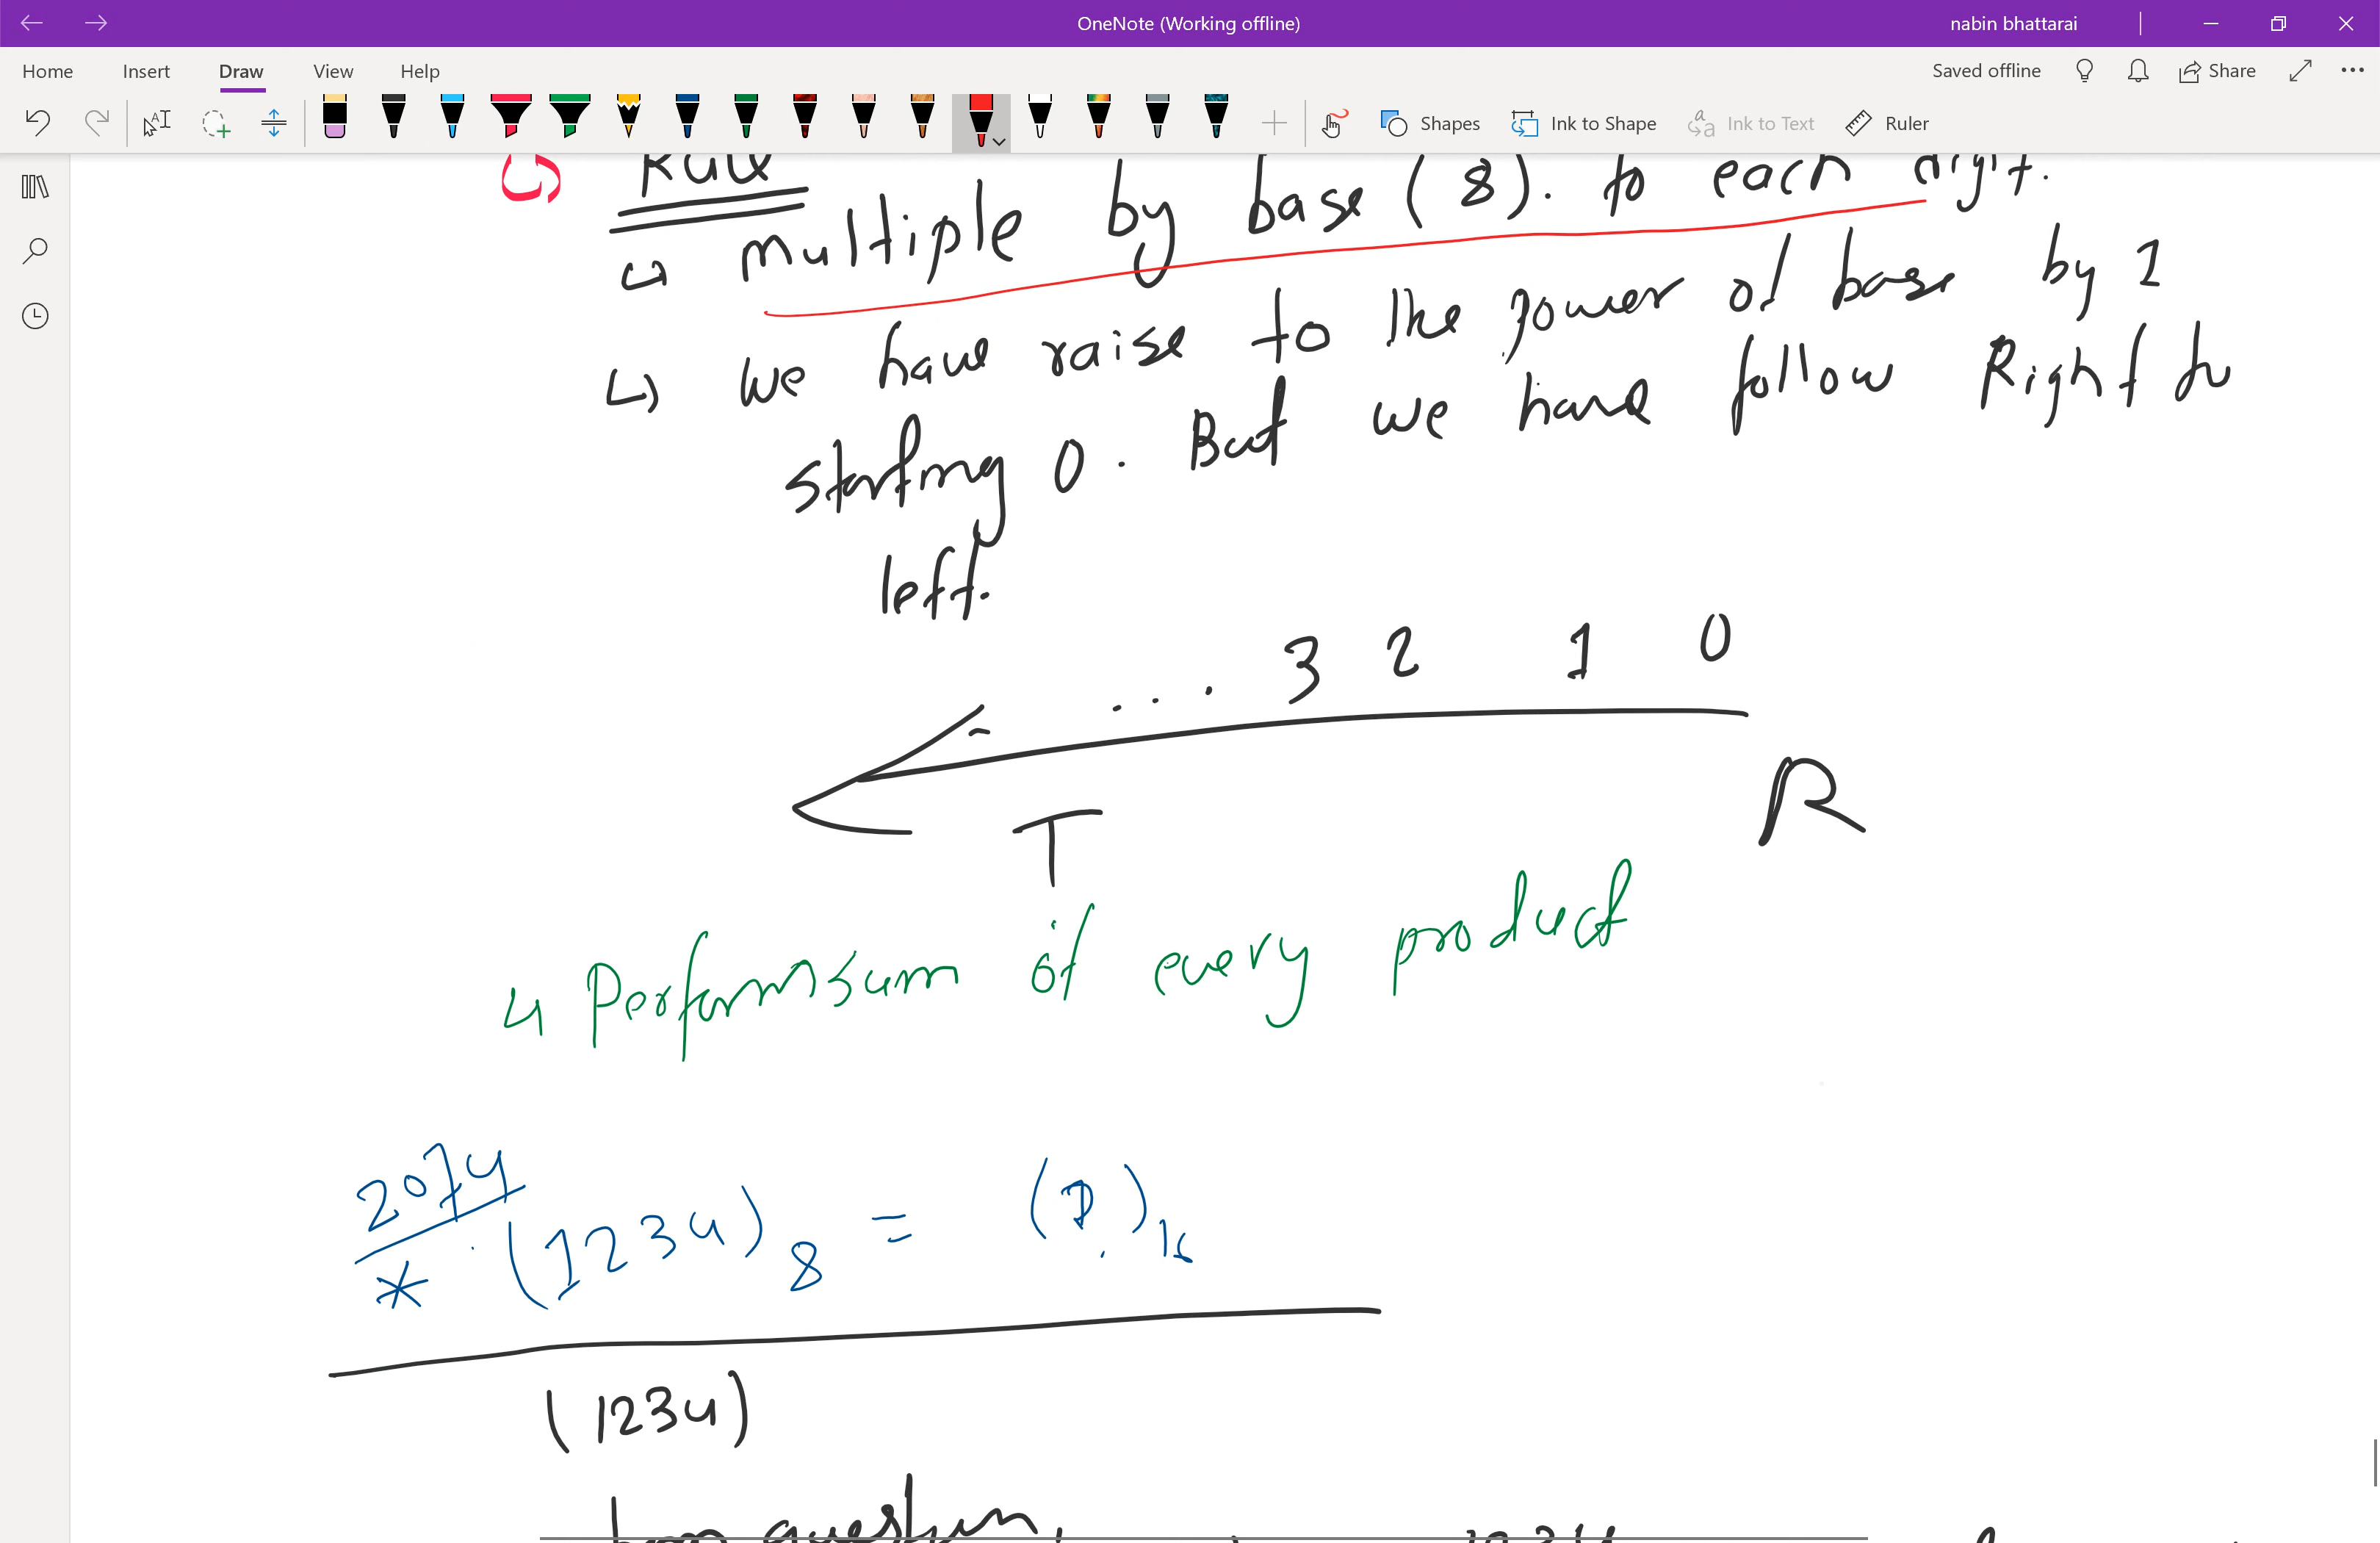 OneNote (Working offline)
nabin bhattarai
Home Insert Draw View Help
Saved offline Share
Shapes Ink to Shape Ink to Text Ruler
Rule
multiple by base (8). to each digit.
we have raise to the power of base by 1
starting 0. But we have follow Right to
left.
... 3 2 1 0
R
T
Perform sum of every product
2074
* (1234)8 = (?)16
(1234)
question,
1234